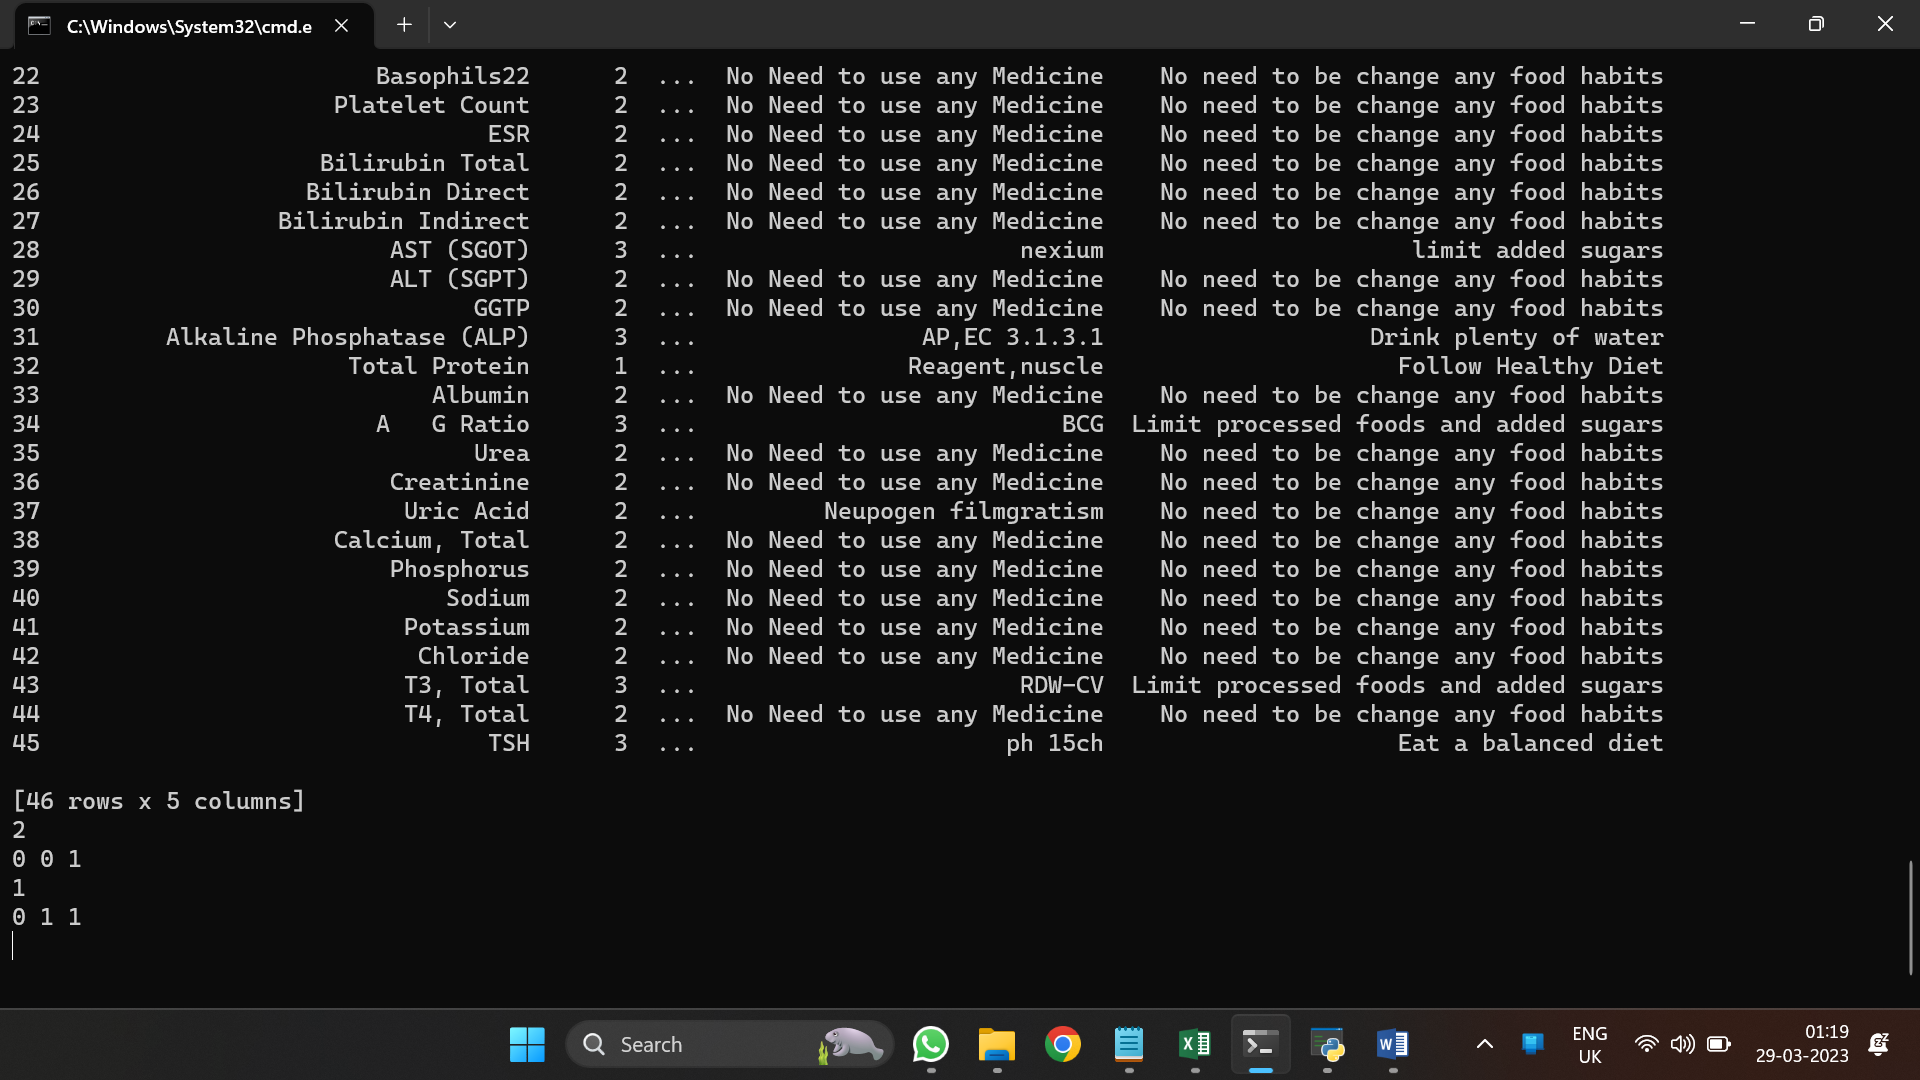 C:\Windows\System32\cmd.e
22 Basophils22 2 ... No Need to use any Medicine No need to be change any food habits
23 Platelet Count 2 ... No Need to use any Medicine No need to be change any food habits
24 ESR 2 ... No Need to use any Medicine No need to be change any food habits
25 Bilirubin Total 2 ... No Need to use any Medicine No need to be change any food habits
26 Bilirubin Direct 2 ... No Need to use any Medicine No need to be change any food habits
27 Bilirubin Indirect 2 ... No Need to use any Medicine No need to be change any food habits
28 AST (SGOT) 3 ... nexium limit added sugars
29 ALT (SGPT) 2 ... No Need to use any Medicine No need to be change any food habits
30 GGTP 2 ... No Need to use any Medicine No need to be change any food habits
31 Alkaline Phosphatase (ALP) 3 ... AP,EC 3.1.3.1 Drink plenty of water
32 Total Protein 1 ... Reagent,nuscle Follow Healthy Diet
33 Albumin 2 ... No Need to use any Medicine No need to be change any food habits
34 A G Ratio 3 ... BCG Limit processed foods and added sugars
35 Urea 2 ... No Need to use any Medicine No need to be change any food habits
36 Creatinine 2 ... No Need to use any Medicine No need to be change any food habits
37 Uric Acid 2 ... Neupogen filmgratism No need to be change any food habits
38 Calcium, Total 2 ... No Need to use any Medicine No need to be change any food habits
39 Phosphorus 2 ... No Need to use any Medicine No need to be change any food habits
40 Sodium 2 ... No Need to use any Medicine No need to be change any food habits
41 Potassium 2 ... No Need to use any Medicine No need to be change any food habits
42 Chloride 2 ... No Need to use any Medicine No need to be change any food habits
43 T3, Total 3 ... RDW-CV Limit processed foods and added sugars
44 T4, Total 2 ... No Need to use any Medicine No need to be change any food habits
45 TSH 3 ... ph 15ch Eat a balanced diet
[46 rows x 5 columns]
2
0 0 1
1
0 1 1
Search
ENG
UK
01:19
29-03-2023